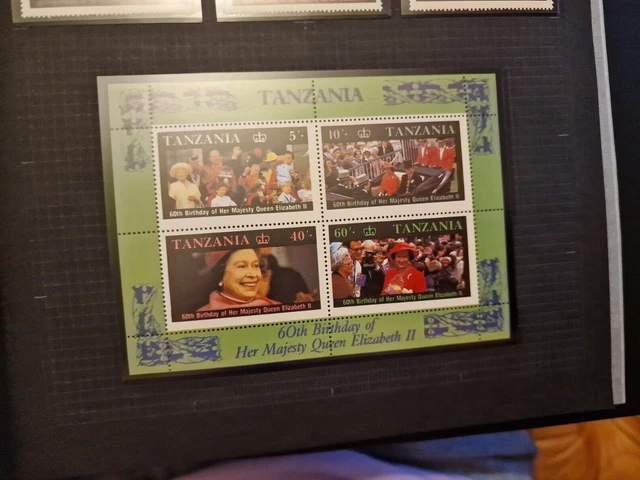 TANZANIA
TANZANIA 5/-
60th Birthday of Her Majesty Queen Elizabeth II
10/- TANZANIA
60th Birthday of Her Majesty Queen Elizabeth II
TANZANIA 40/-
60th Birthday of Her Majesty Queen Elizabeth II
60/- TANZANIA
60th Birthday of Her Majesty Queen Elizabeth II
60th Birthday of
Her Majesty Queen Elizabeth II